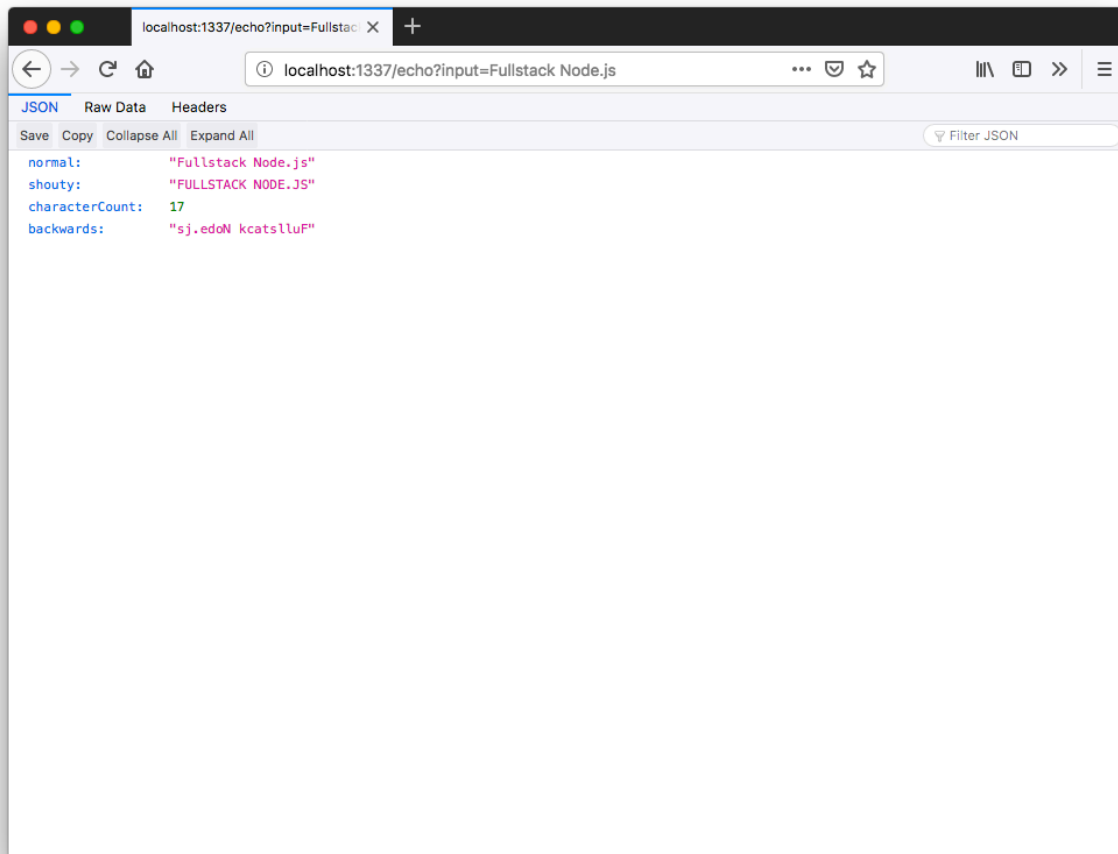 localhost:1337/echo?input=Fullstac
localhost:1337/echo?input=Fullstack Node.js
JSON Raw Data Headers
Save Copy Collapse All Expand All Filter JSON
normal: "Fullstack Node.js"
shouty: "FULLSTACK NODE.JS"
characterCount: 17
backwards: "sj.edoN kcatslluF"